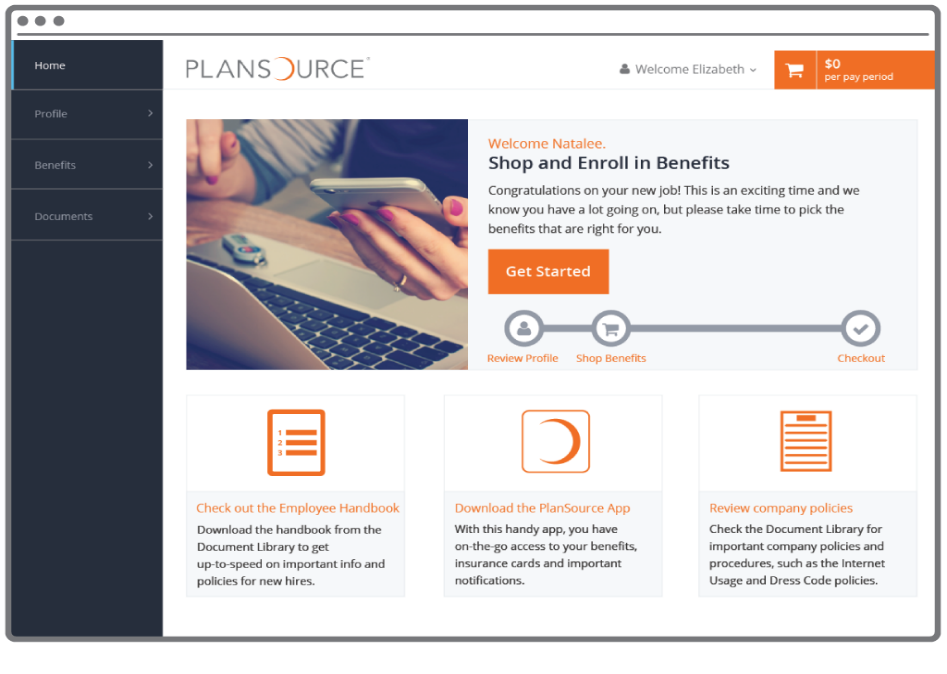 Home
PLANSOURCE™
Welcome Elizabeth
$0
per pay period
Profile
Benefits
Documents
Welcome Natalee.
Shop and Enroll in Benefits
Congratulations on your new job! This is an exciting time and we
know you have a lot going on, but please take time to pick the
benefits that are right for you.
Get Started
Review Profile
Shop Benefits
Checkout
1
2
3
Check out the Employee Handbook
Download the handbook from the
Document Library to get
up-to-speed on important info and
policies for new hires.
Download the PlanSource App
With this handy app, you have
on-the-go access to your benefits,
insurance cards and important
notifications.
Review company policies
Check the Document Library for
important company policies and
procedures, such as the Internet
Usage and Dress Code policies.